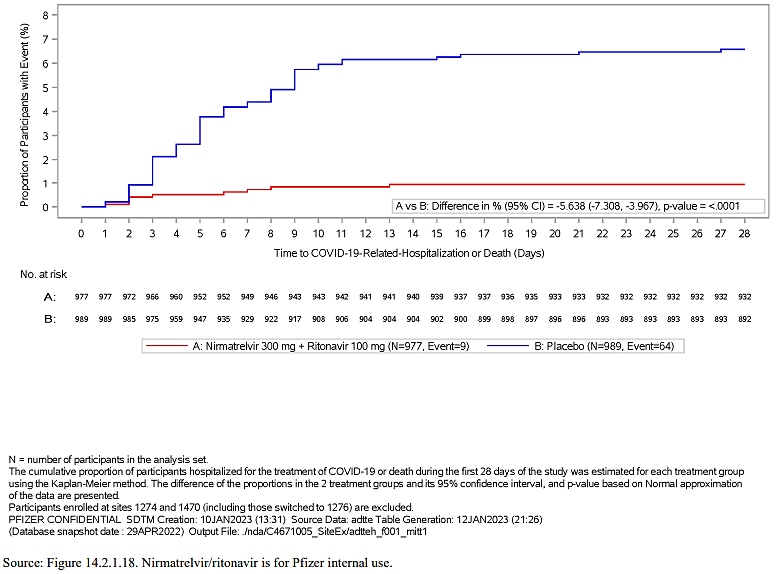 8
7
6
5
4
3
2
1
0
Proportion of Participants with Event (%)
A vs B: Difference in % (95% CI) = -5.638 (-7.308, -3.967), p-value = <.0001
0 1 2 3 4 5 6 7 8 9 10 11 12 13 14 15 16 17 18 19 20 21 22 23 24 25 26 27 28
Time to COVID-19-Related-Hospitalization or Death (Days)
No. at risk
A: 977 977 972 966 960 952 952 949 946 943 943 942 941 941 940 939 937 937 936 935 933 933 932 932 932 932 932 932 932
B: 989 989 985 975 959 947 935 929 922 917 908 906 904 904 904 902 900 899 898 897 896 896 893 893 893 893 893 893 892
A: Nirmatrelvir 300 mg + Ritonavir 100 mg (N=977, Event=9) B: Placebo (N=989, Event=64)
N = number of participants in the analysis set.
The cumulative proportion of participants hospitalized for the treatment of COVID-19 or death during the first 28 days of the study was estimated for each treatment group
using the Kaplan-Meier method. The difference of the proportions in the 2 treatment groups and its 95% confidence interval, and p-value based on Normal approximation
of the data are presented.
Participants enrolled at sites 1274 and 1470 (including those switched to 1276) are excluded.
PFIZER CONFIDENTIAL SDTM Creation: 10JAN2023 (13:31) Source Data: adtte Table Generation: 12JAN2023 (21:26)
(Database snapshot date : 29APR2022) Output File: ./nda/C4671005_SiteEx/adteh_f001_mitt1
Source: Figure 14.2.1.18. Nirmatrelvir/ritonavir is for Pfizer internal use.